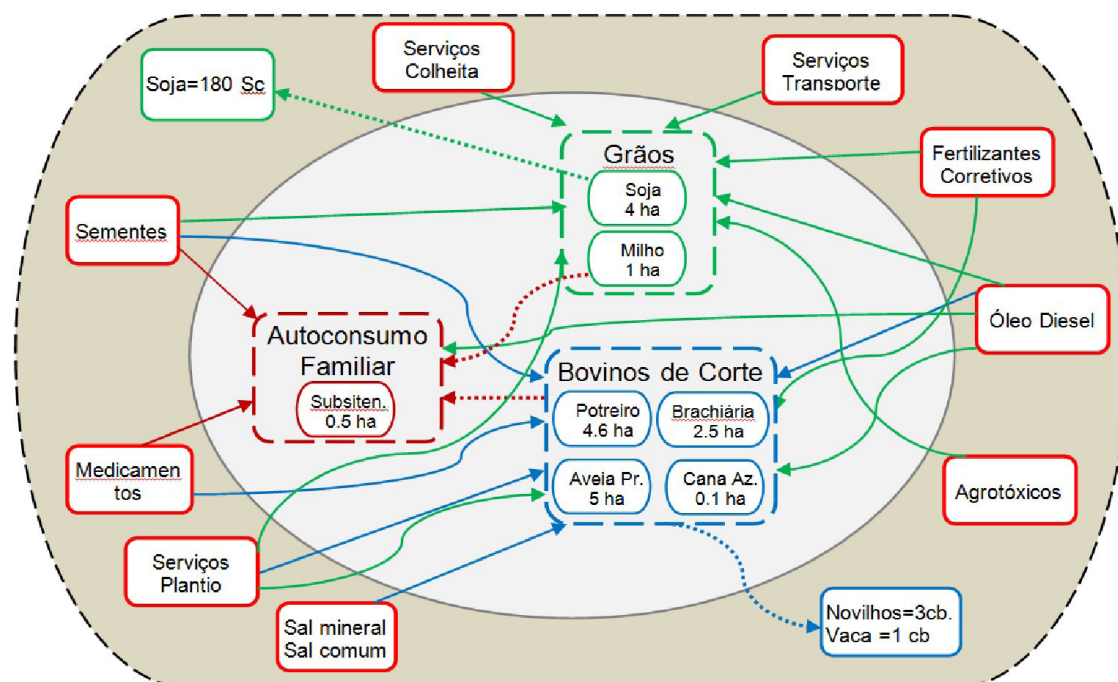 Serviços
Colheita
Serviços
Transporte
Soja=180 Sc
Grãos
Soja
4 ha
Milho
1 ha
Fertilizantes
Corretivos
Sementes
Óleo Diesel
Autoconsumo
Familiar
Subsiten.
0.5 ha
Bovinos de Corte
Potreiro
4.6 ha
Brachiária
2.5 ha
Aveia Pr.
5 ha
Cana Az.
0.1 ha
Medicamen
tos
Agrotóxicos
Serviços
Plantio
Sal mineral
Sal comum
Novilhos=3cb.
Vaca =1 cb